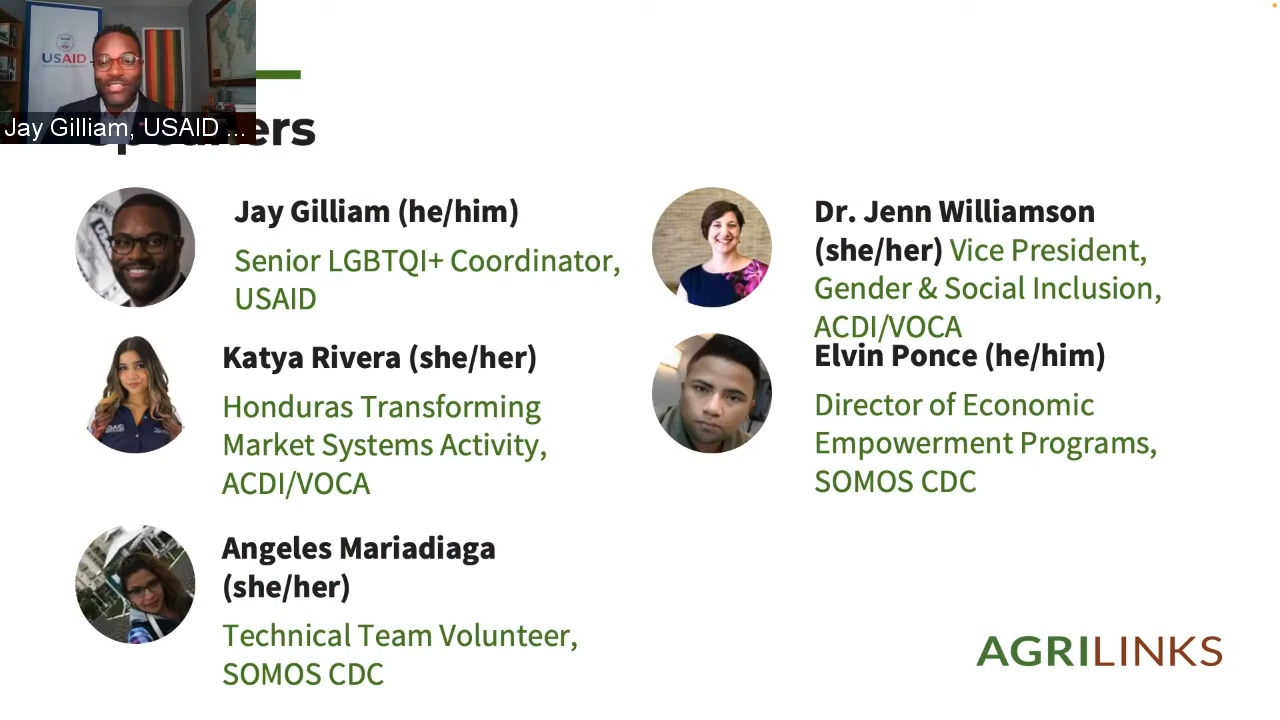 USAID
Jay Gilliam, USAID ...
Speakers
Jay Gilliam (he/him)
Senior LGBTQI+ Coordinator,
USAID
Dr. Jenn Williamson
(she/her) Vice President,
Gender & Social Inclusion,
ACDI/VOCA
Katya Rivera (she/her)
Honduras Transforming
Market Systems Activity,
ACDI/VOCA
Elvin Ponce (he/him)
Director of Economic
Empowerment Programs,
SOMOS CDC
Angeles Mariadiaga
(she/her)
Technical Team Volunteer,
SOMOS CDC
AGRILINKS